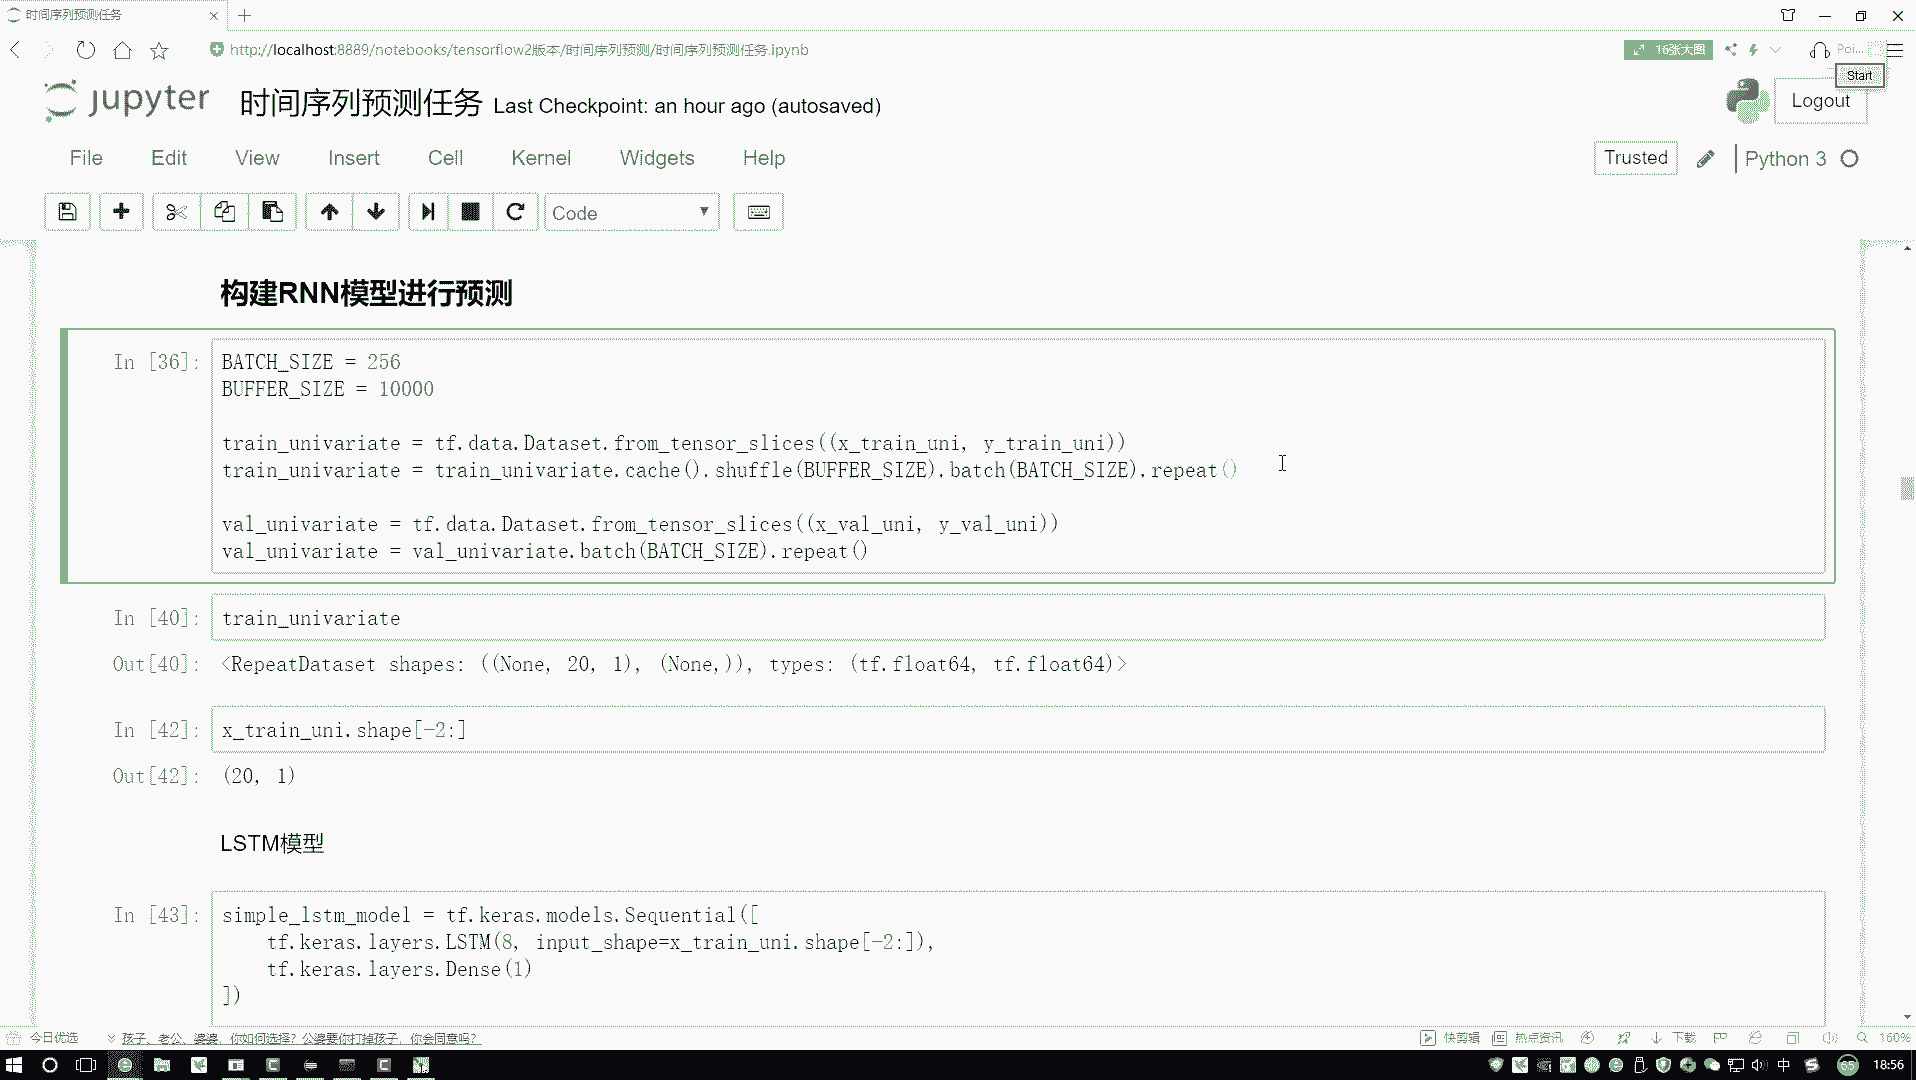 时间序列预测任务
http://localhost:8889/notebooks/tensorflow2版本/时间序列预测/时间序列预测任务.ipynb
16张大图
Poi...
Start
jupyter 时间序列预测任务 Last Checkpoint: an hour ago (autosaved)
Logout
File Edit View Insert Cell Kernel Widgets Help
Trusted
Python 3
Code
构建RNN模型进行预测
In [36]: BATCH_SIZE = 256
BUFFER_SIZE = 10000
train_univariate = tf.data.Dataset.from_tensor_slices((x_train_uni, y_train_uni))
train_univariate = train_univariate.cache().shuffle(BUFFER_SIZE).batch(BATCH_SIZE).repeat()
val_univariate = tf.data.Dataset.from_tensor_slices((x_val_uni, y_val_uni))
val_univariate = val_univariate.batch(BATCH_SIZE).repeat()
In [40]: train_univariate
Out[40]: <RepeatDataset shapes: ((None, 20, 1), (None,)), types: (tf.float64, tf.float64)>
In [42]: x_train_uni.shape[-2:]
Out[42]: (20, 1)
LSTM模型
In [43]: simple_lstm_model = tf.keras.models.Sequential([
tf.keras.layers.LSTM(8, input_shape=x_train_uni.shape[-2:]),
tf.keras.layers.Dense(1)
])
今日优选 孩子、老公、婆婆，你如何选择？公婆要你打掉孩子，你会同意吗？
快剪辑 热点资讯 下载 160%
中 65 18:56